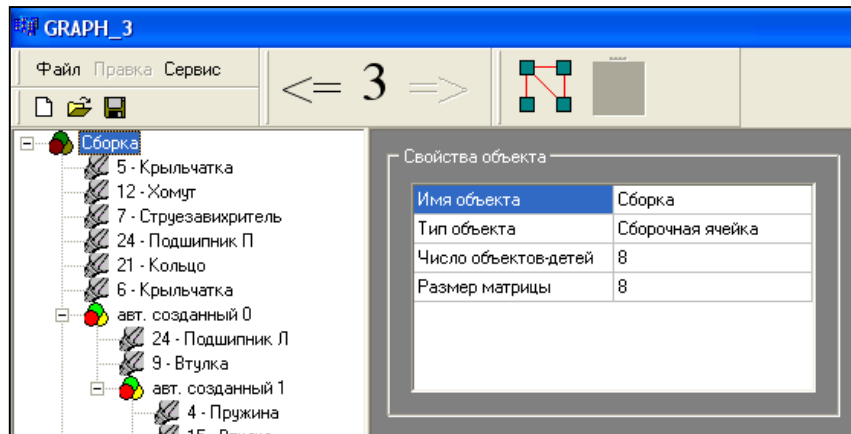 GRAPH_3
Файл Правка Сервис
<= 3 =>
Сборка
5 - Крыльчатка
12 - Хомут
7 - Струезавихритель
24 - Подшипник П
21 - Кольцо
6 - Крыльчатка
авт. созданный 0
24 - Подшипник Л
9 - Втулка
авт. созданный 1
4 - Пружина
Свойства объекта
Имя объекта Сборка
Тип объекта Сборочная ячейка
Число объектов-детей 8
Размер матрицы 8